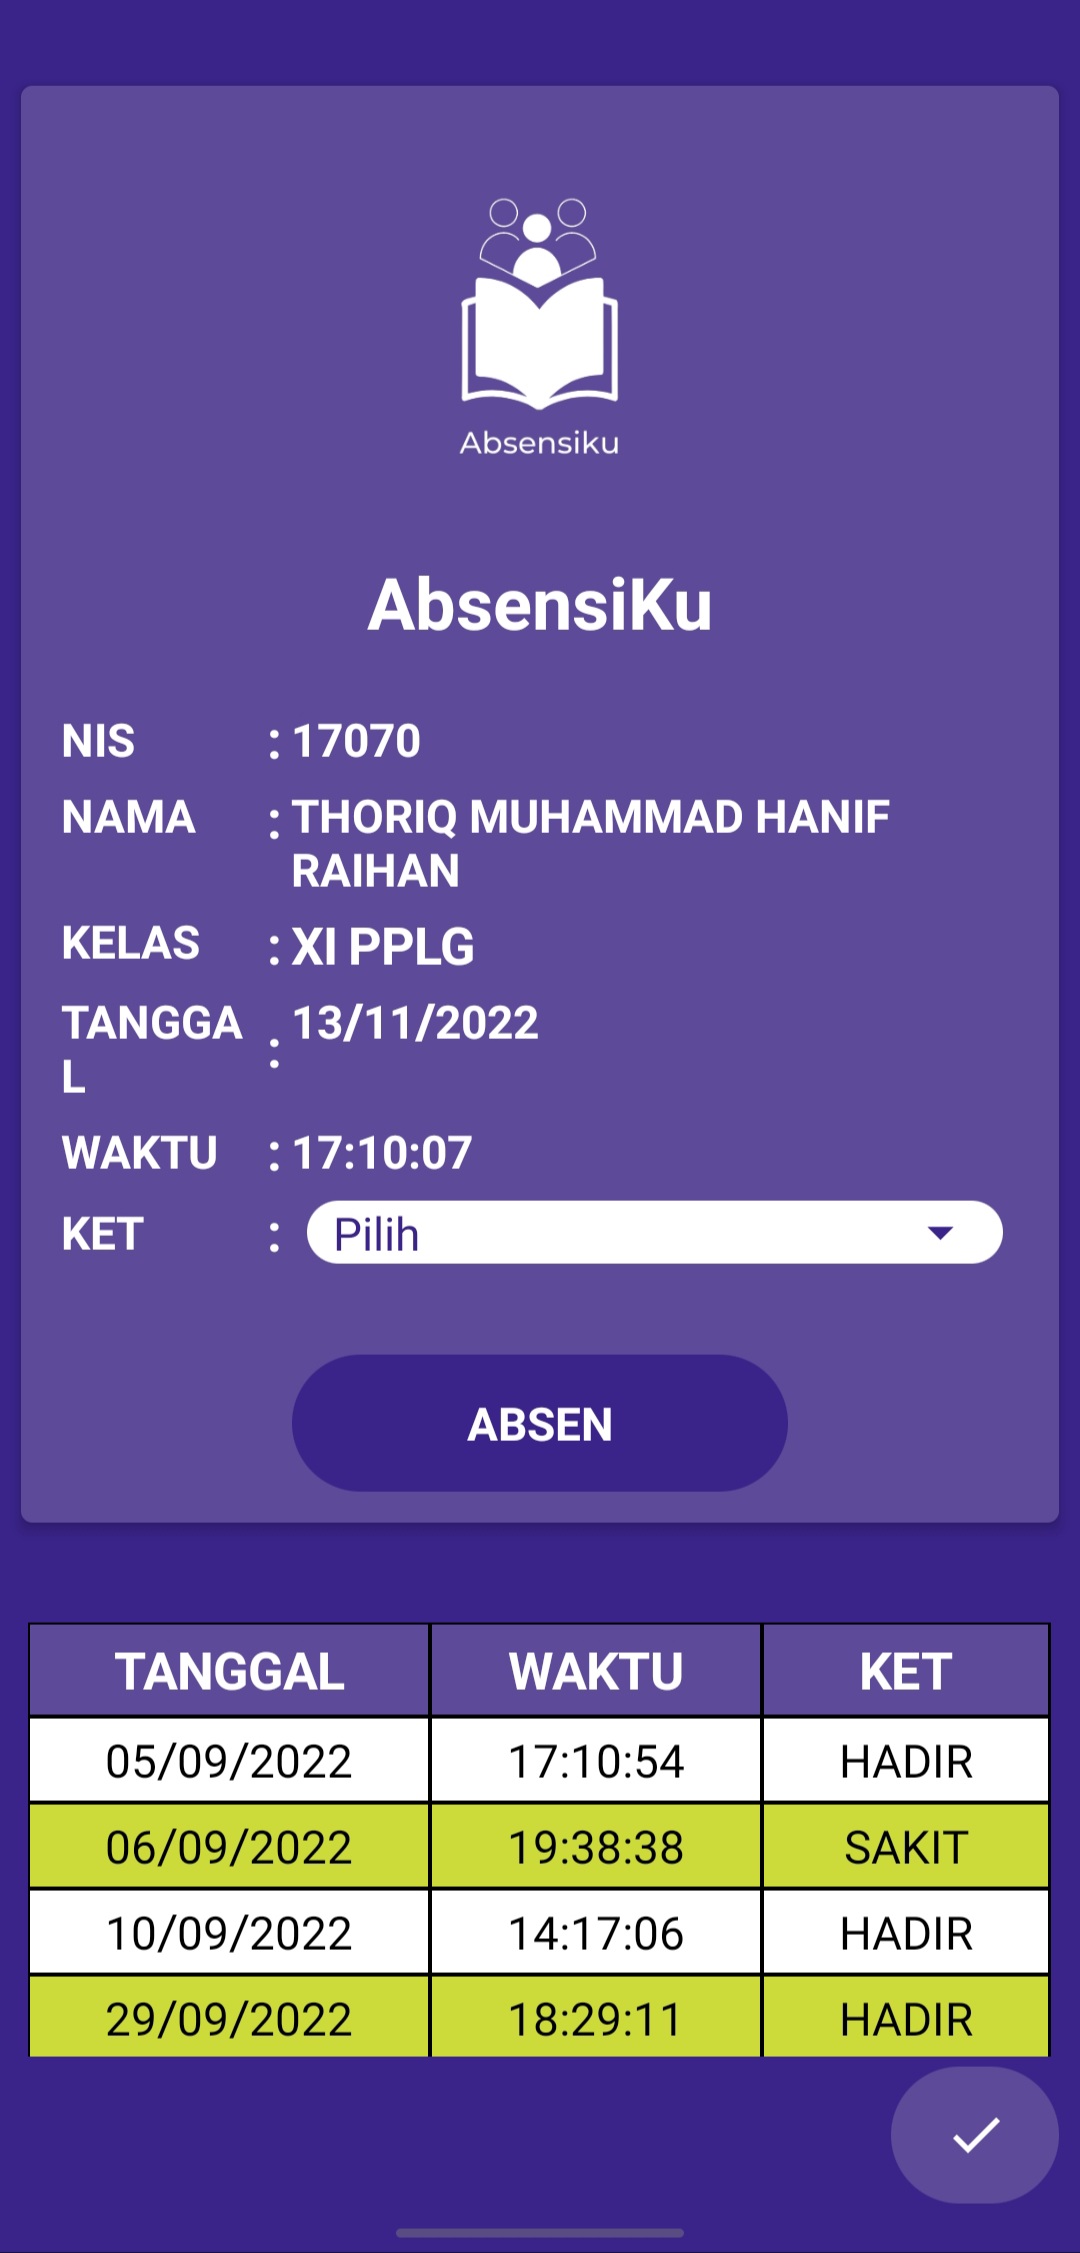 Absensiku
AbsensiKu
NIS : 17070
NAMA : THORIQ MUHAMMAD HANIF
RAIHAN
KELAS : XI PPLG
TANGGA : 13/11/2022
L
WAKTU : 17:10:07
KET : Pilih
ABSEN
TANGGAL WAKTU KET
05/09/2022 17:10:54 HADIR
06/09/2022 19:38:38 SAKIT
10/09/2022 14:17:06 HADIR
29/09/2022 18:29:11 HADIR